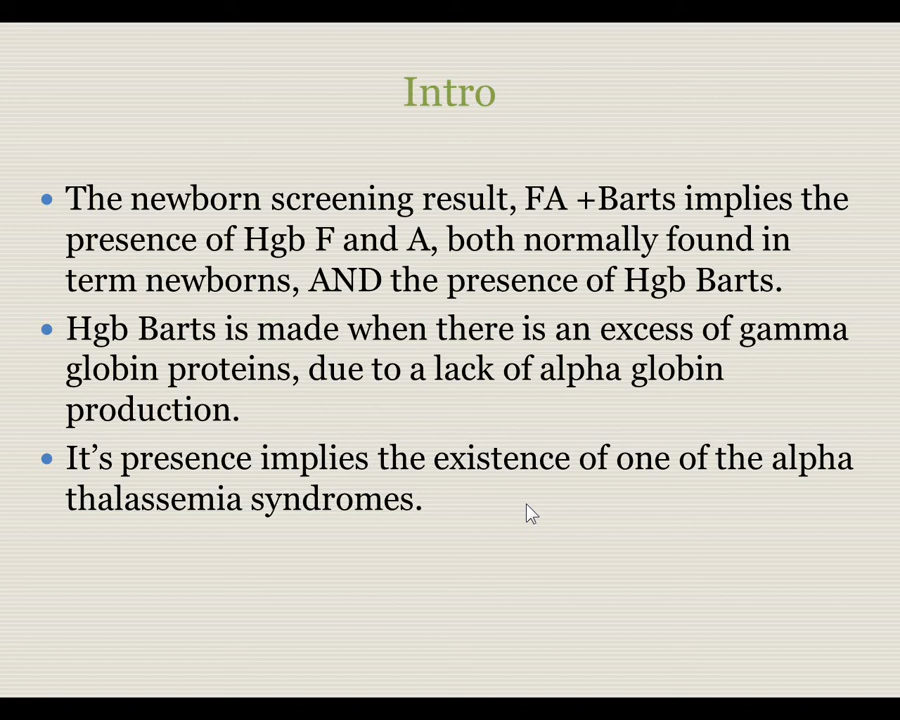 Intro
• The newborn screening result, FA +Barts implies the
presence of Hgb F and A, both normally found in
term newborns, AND the presence of Hgb Barts.
• Hgb Barts is made when there is an excess of gamma
globin proteins, due to a lack of alpha globin
production.
• It’s presence implies the existence of one of the alpha
thalassemia syndromes.